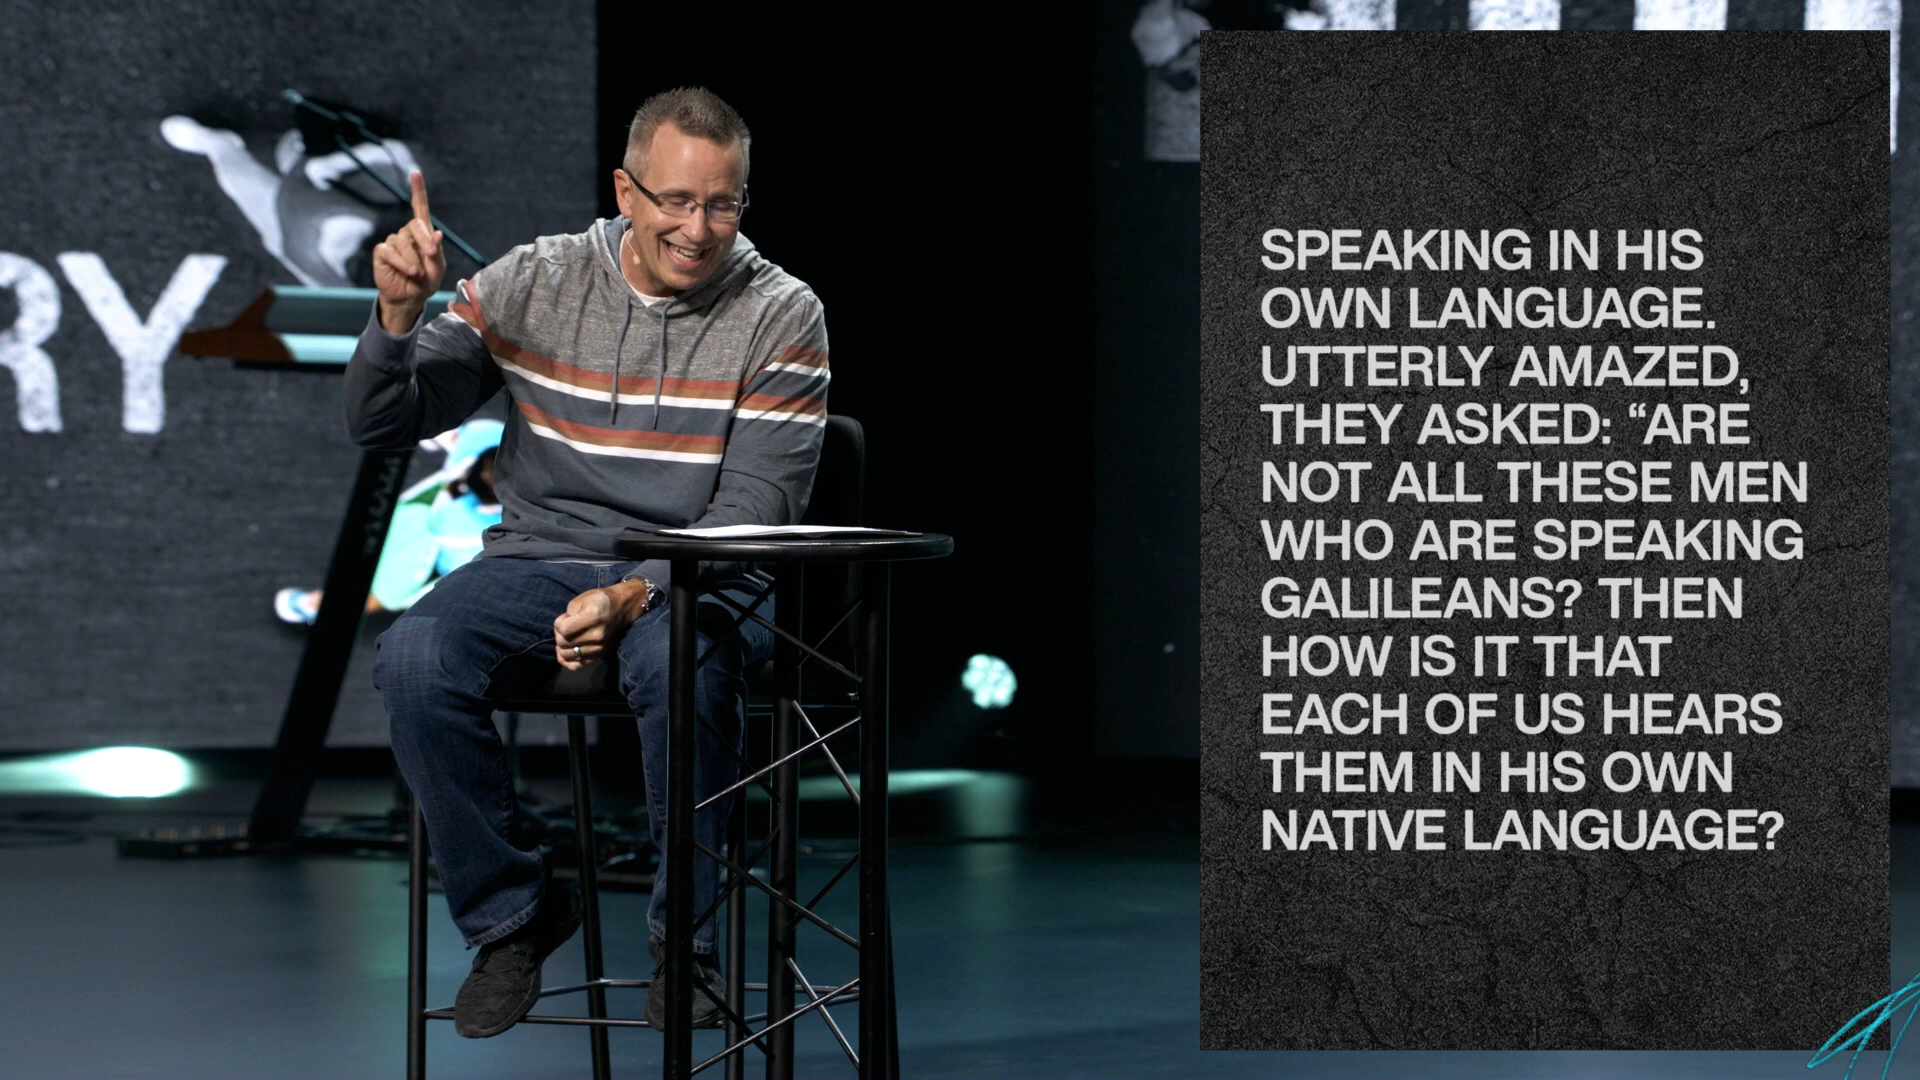 RY
SPEAKING IN HIS
OWN LANGUAGE.
UTTERLY AMAZED,
THEY ASKED: “ARE
NOT ALL THESE MEN
WHO ARE SPEAKING
GALILEANS? THEN
HOW IS IT THAT
EACH OF US HEARS
THEM IN HIS OWN
NATIVE LANGUAGE?